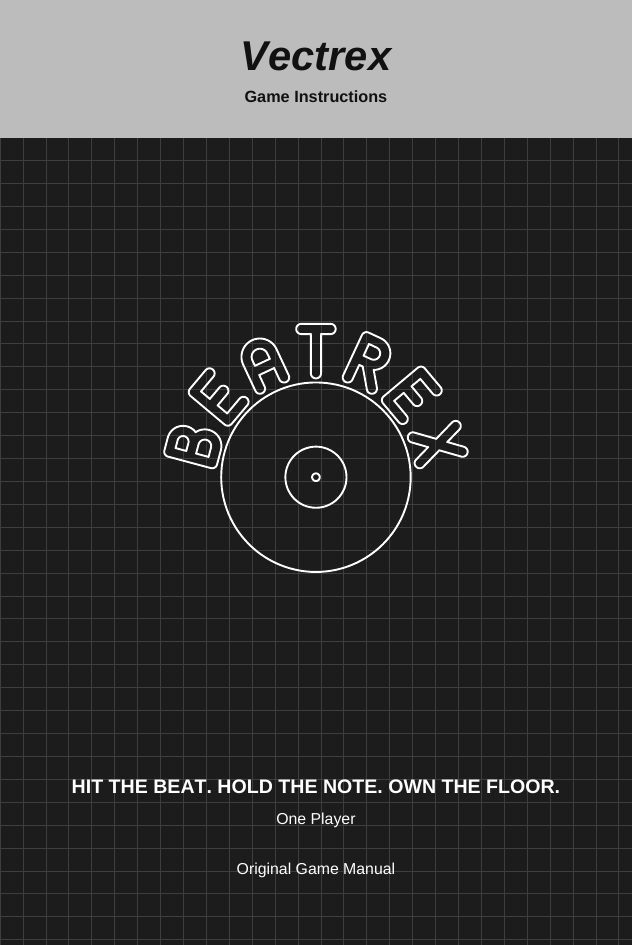 Vectrex
Game Instructions
BEATREX
HIT THE BEAT. HOLD THE NOTE. OWN THE FLOOR.
One Player
Original Game Manual